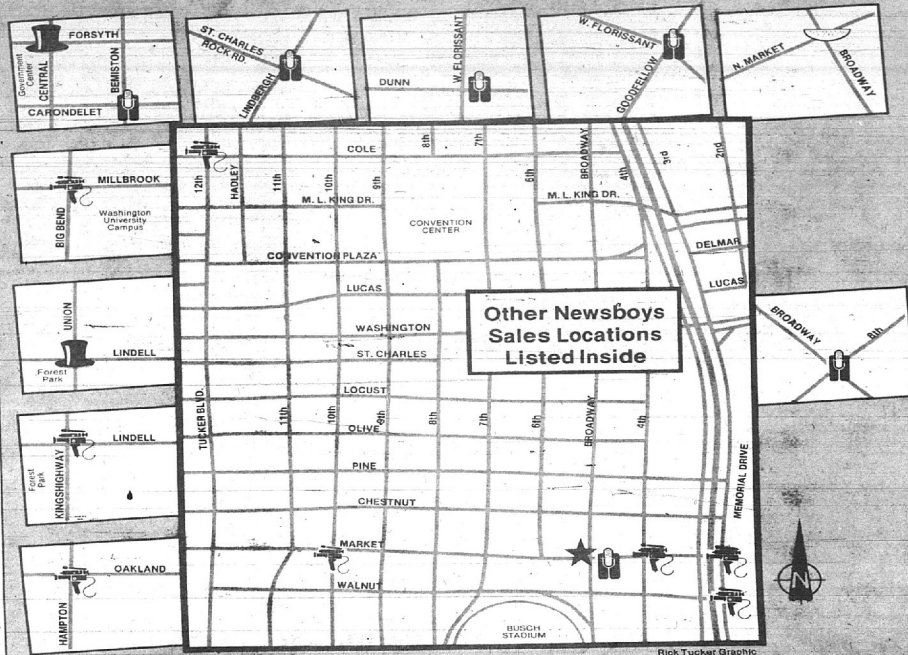 FORSYTH
Government
Center
CENTRAL
BEMISTON
CARONDELET
ST. CHARLES
ROCK RD.
LINDBERGH
W. FLORISSANT
DUNN
W. FLORISSANT
GOODFELLOW
N. MARKET
BROADWAY
MILLBROOK
BIG BEND
Washington
University
Campus
UNION
LINDELL
Forest
Park
LINDELL
Forest
Park
KINGSHIGHWAY
OAKLAND
HAMPTON
COLE
12th
HADLEY
11th
10th
9th
8th
7th
6th
BROADWAY
4th
3rd
2nd
M. L. KING DR.
M. L. KING DR.
CONVENTION
CENTER
CONVENTION PLAZA
DELMAR
LUCAS
LUCAS
Other Newsboys
Sales Locations
Listed Inside
WASHINGTON
ST. CHARLES
LOCUST
TUCKER BLVD.
11th
10th
9th
8th
7th
6th
BROADWAY
4th
OLIVE
PINE
CHESTNUT
MEMORIAL DRIVE
MARKET
WALNUT
BUSCH
STADIUM
BROADWAY
8th
N
Rick Tucker Graphic